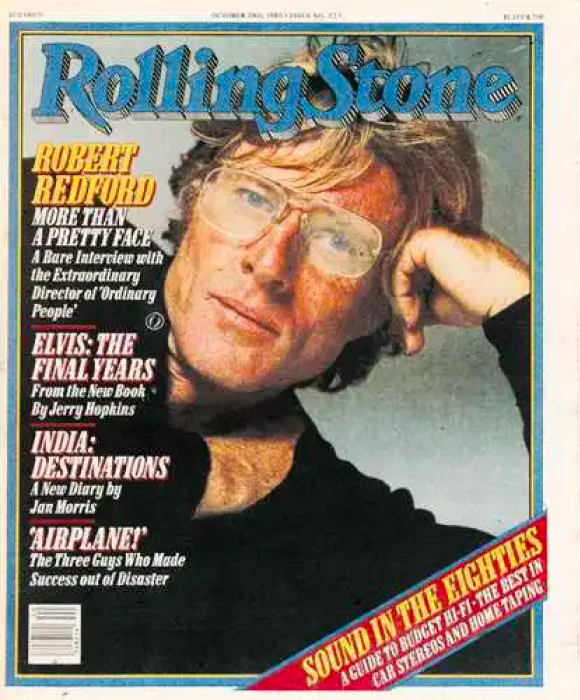 Rolling Stone
ROBERT
REDFORD
MORE THAN
A PRETTY FACE
A Bare Interview with
the Extraordinary
Director of 'Ordinary
People'
ELVIS: THE
FINAL YEARS
From the New Book
By Jerry Hopkins
INDIA:
DESTINATIONS
A New Diary by
Jan Morris
'AIRPLANE!'
The Three Guys Who Made
Success out of Disaster
SOUND IN THE EIGHTIES
A GUIDE TO BUDGET HI-FI · THE BEST IN
CAR STEREOS AND HOME TAPING